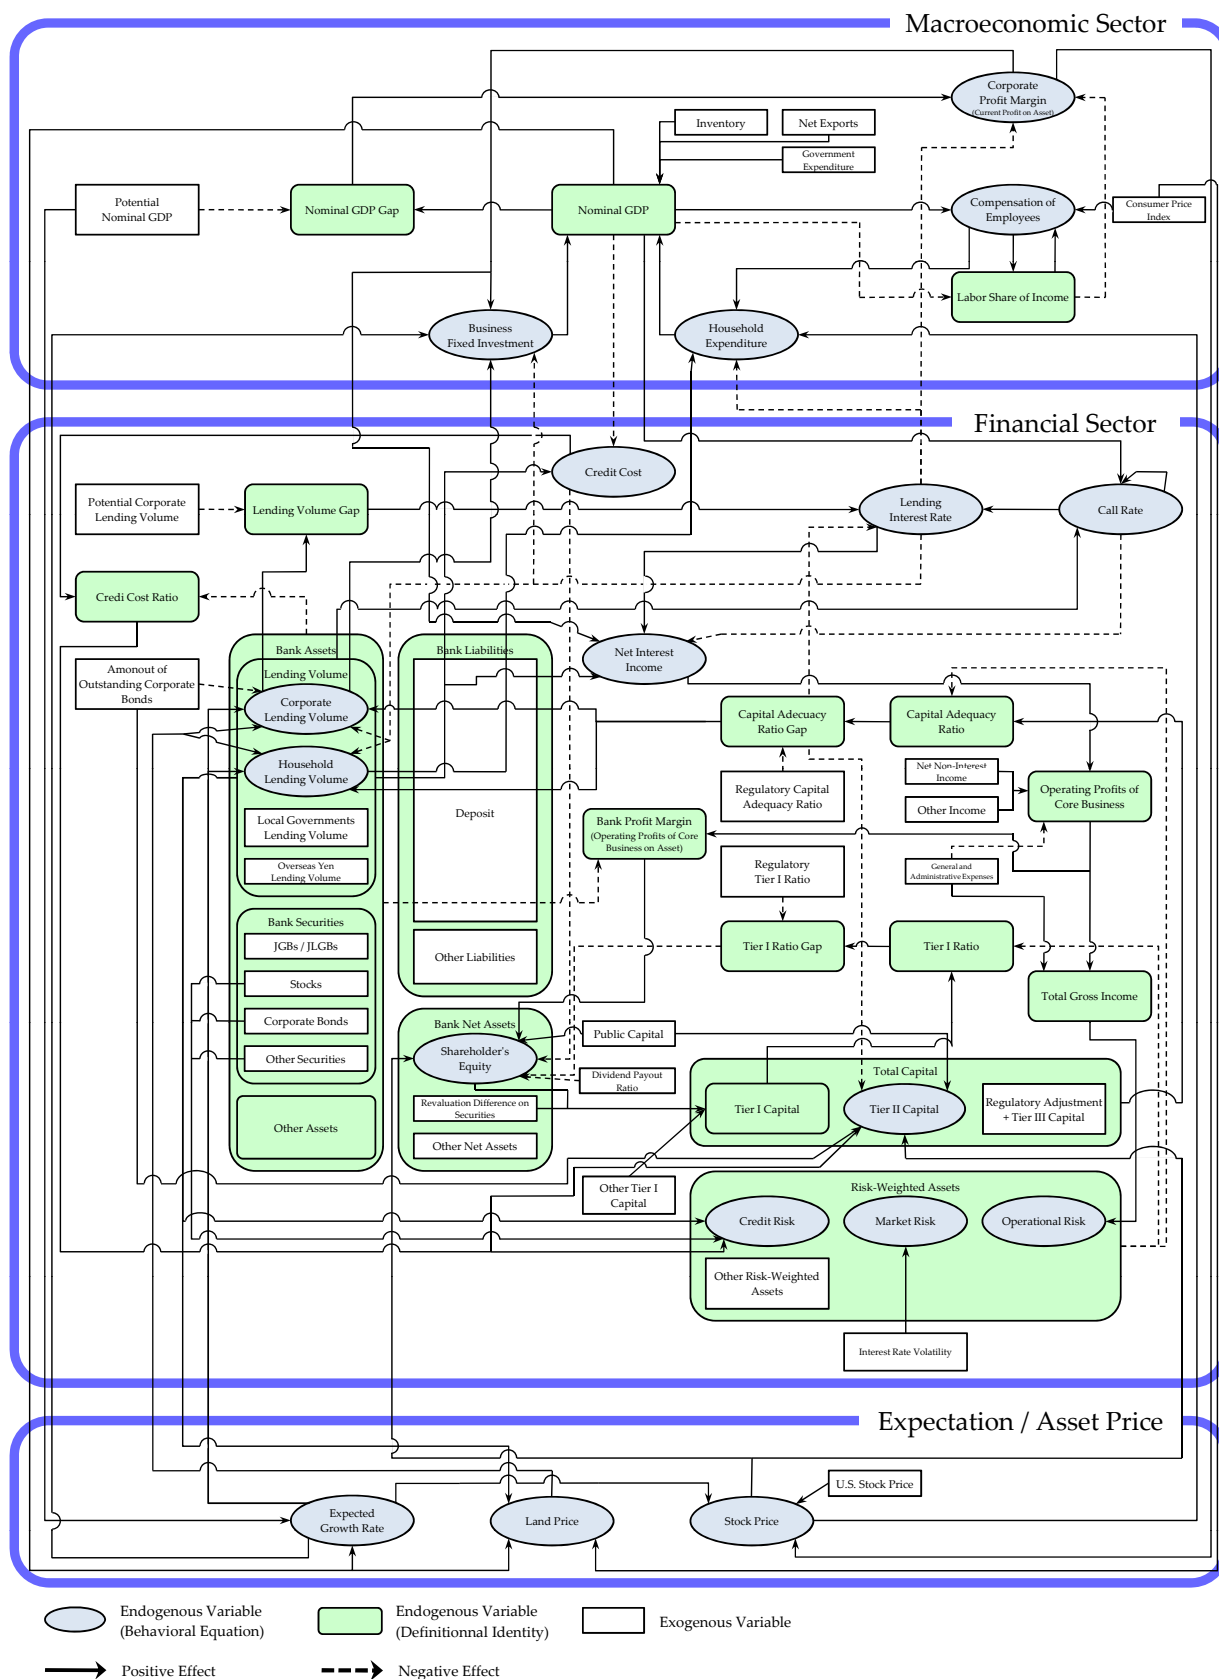 Macroeconomic Sector
Corporate
Profit Margin
(Current Profit on Asset)
Inventory
Net Exports
Government
Expenditure
Potential
Nominal GDP
Nominal GDP Gap
Nominal GDP
Compensation of
Employees
Consumer Price
Index
Labor Share of Income
Business
Fixed Investment
Household
Expenditure
Financial Sector
Credit Cost
Potential Corporate
Lending Volume
Lending Volume Gap
Lending
Interest Rate
Call Rate
Credi Cost Ratio
Bank Assets
Bank Liabilities
Net Interest
Income
Amonout of
Outstanding Corporate
Bonds
Lending Volume
Corporate
Lending Volume
Capital Adecuacy
Ratio Gap
Capital Adequacy
Ratio
Household
Lending Volume
Regulatory Capital
Adequacy Ratio
Net Non-Interest
Income
Other Income
Operating Profits of
Core Business
Local Governments
Lending Volume
Deposit
Bank Profit Margin
(Operating Profits of Core
Business on Asset)
Overseas Yen
Lending Volume
Regulatory
Tier I Ratio
General and
Administrative Expenses
Bank Securities
JGBs / JLGBs
Other Liabilities
Tier I Ratio Gap
Tier I Ratio
Stocks
Total Gross Income
Corporate Bonds
Bank Net Assets
Public Capital
Other Securities
Shareholder's
Equity
Dividend Payout
Ratio
Total Capital
Other Assets
Revaluation Difference on
Securities
Tier I Capital
Tier II Capital
Regulatory Adjustment
+ Tier III Capital
Other Net Assets
Other Tier I
Capital
Risk-Weighted Assets
Credit Risk
Market Risk
Operational Risk
Other Risk-Weighted
Assets
Interest Rate Volatility
Expectation / Asset Price
U.S. Stock Price
Expected
Growth Rate
Land Price
Stock Price
Endogenous Variable
(Behavioral Equation)
Endogenous Variable
(Definitionnal Identity)
Exogenous Variable
Positive Effect
Negative Effect